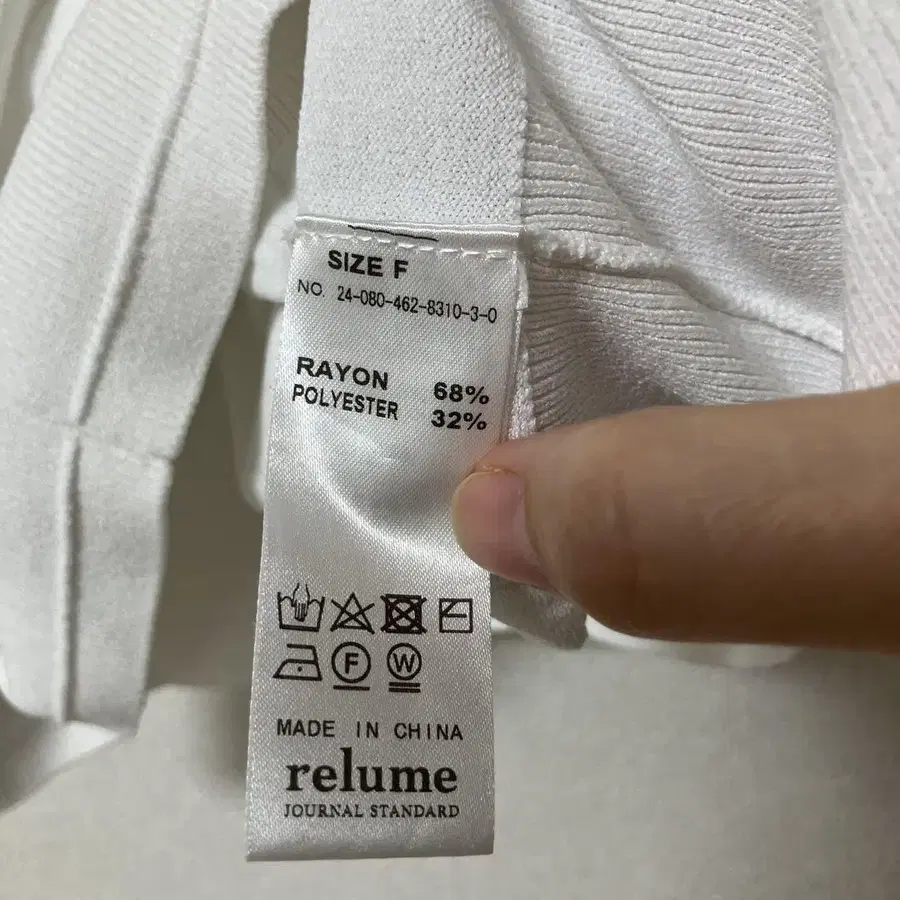 SIZE F
NO. 24-080-462-8310-3-0
RAYON 68%
POLYESTER 32%
F W
MADE IN CHINA
relume
JOURNAL STANDARD